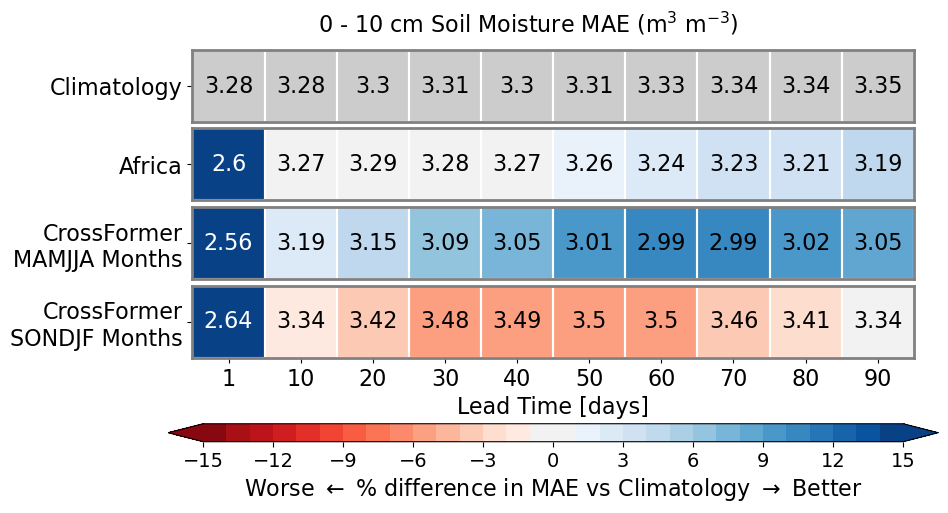 0 - 10 cm Soil Moisture MAE (m³ m⁻³)
Climatology 3.28 3.28 3.3 3.31 3.3 3.31 3.33 3.34 3.34 3.35
Africa 2.6 3.27 3.29 3.28 3.27 3.26 3.24 3.23 3.21 3.19
CrossFormer
MAMJJA Months 2.56 3.19 3.15 3.09 3.05 3.01 2.99 2.99 3.02 3.05
CrossFormer
SONDJF Months 2.64 3.34 3.42 3.48 3.49 3.5 3.5 3.46 3.41 3.34
1 10 20 30 40 50 60 70 80 90
Lead Time [days]
−15 −12 −9 −6 −3 0 3 6 9 12 15
Worse ← % difference in MAE vs Climatology → Better